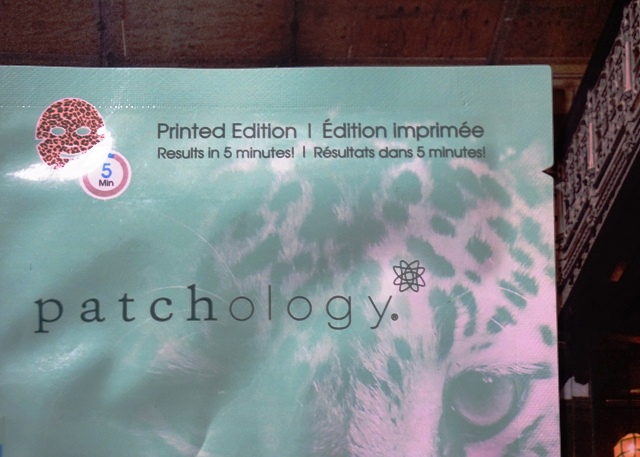 Printed Edition | Édition imprimée
Results in 5 minutes! | Résultats dans 5 minutes!
5
Min
patchology.